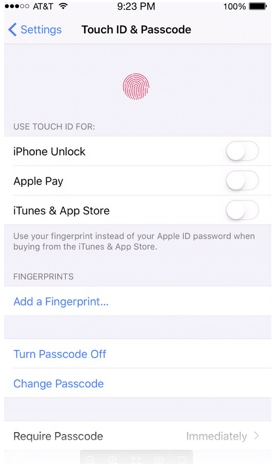 AT&T 9:23 PM 100%
Settings Touch ID & Passcode
USE TOUCH ID FOR:
iPhone Unlock
Apple Pay
iTunes & App Store
Use your fingerprint instead of your Apple ID password when
buying from the iTunes & App Store.
FINGERPRINTS
Add a Fingerprint...
Turn Passcode Off
Change Passcode
Require Passcode Immediately